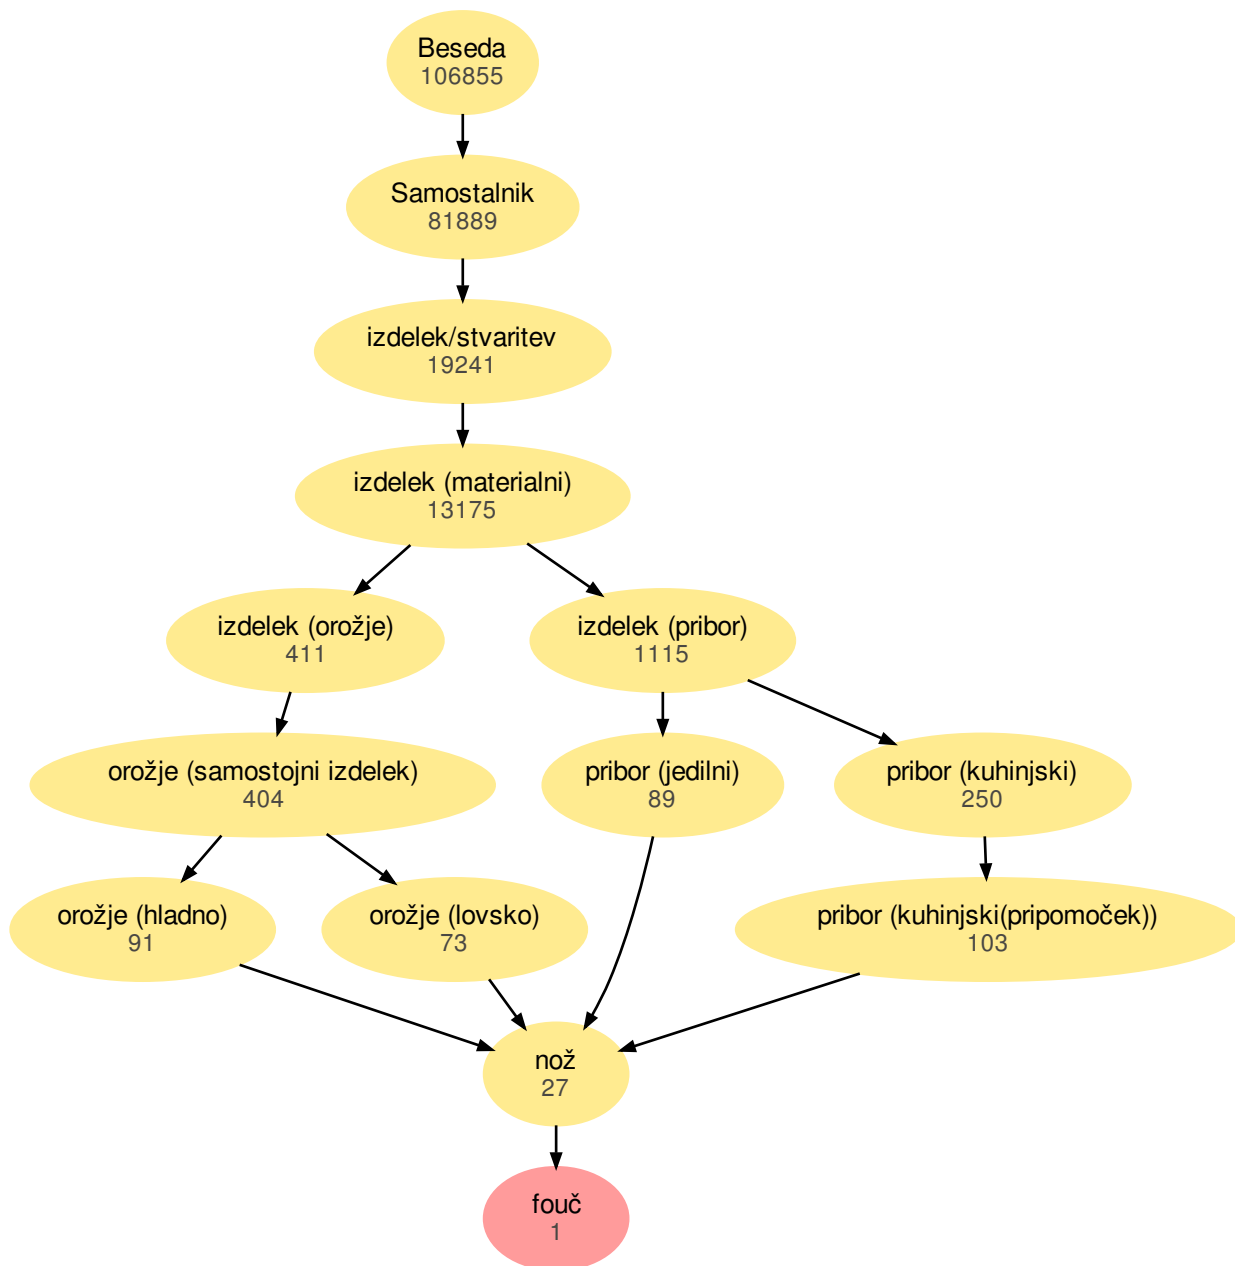 Beseda
106855
Samostalnik
81889
izdelek/stvaritev
19241
izdelek (materialni)
13175
izdelek (orožje)
411
izdelek (pribor)
1115
orožje (samostojni izdelek)
404
pribor (jedilni)
89
pribor (kuhinjski)
250
orožje (hladno)
91
orožje (lovsko)
73
pribor (kuhinjski(pripomoček))
103
nož
27
fouč
1